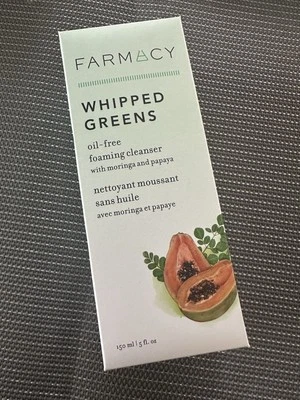 FARMACY
WHIPPED
GREENS
oil-free
foaming cleanser
with moringa and papaya
nettoyant moussant
sans huile
avec moringa et papaye
150 ml | 5 fl. oz